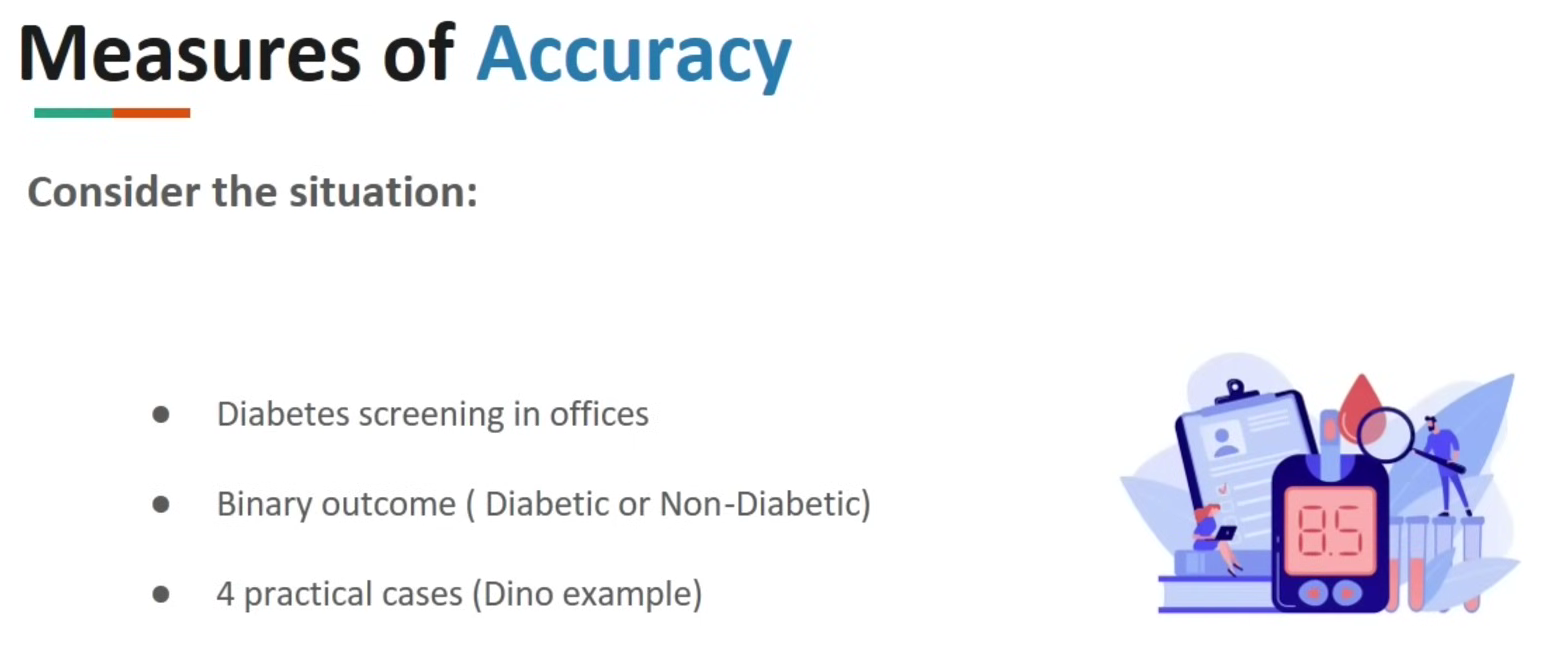 Measures of Accuracy
Consider the situation:
● Diabetes screening in offices
● Binary outcome ( Diabetic or Non-Diabetic)
● 4 practical cases (Dino example)
8.5